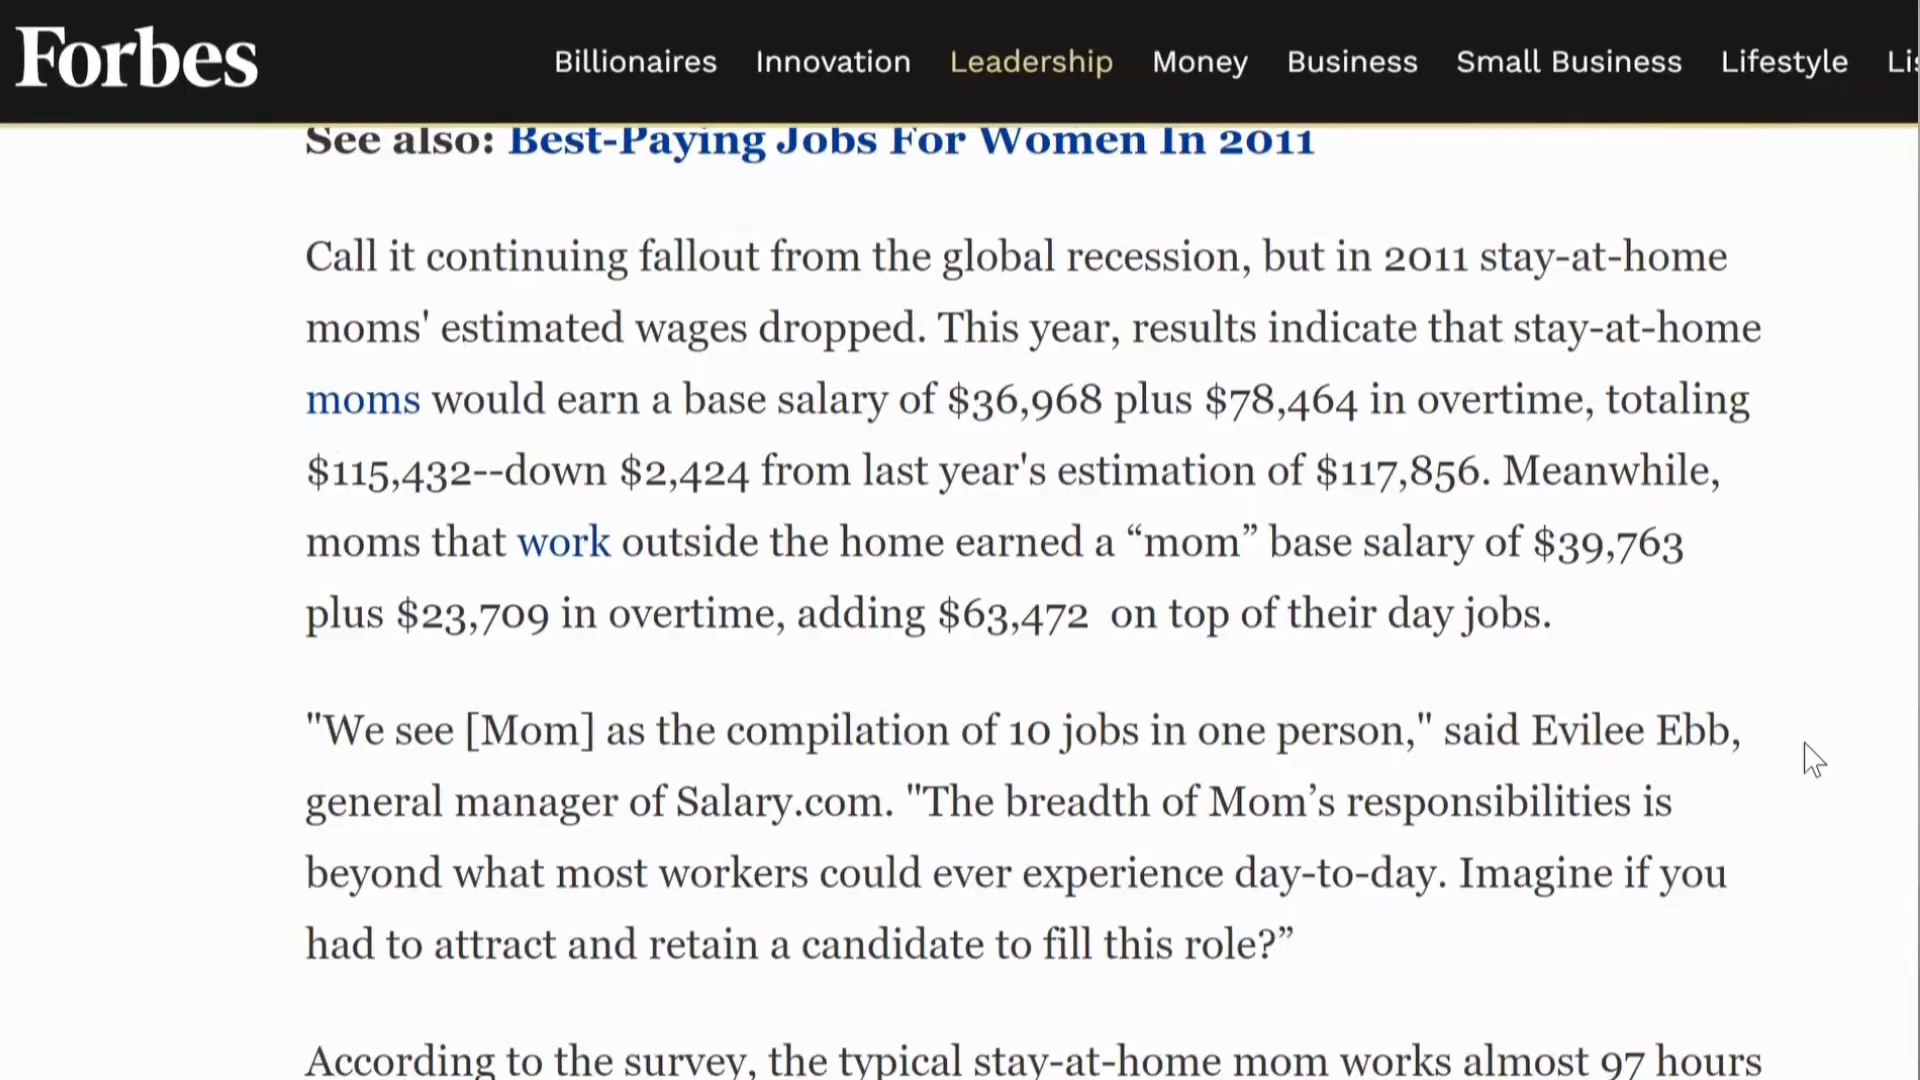 Forbes
Billionaires Innovation Leadership Money Business Small Business Lifestyle
See also: Best-Paying Jobs For Women In 2011
Call it continuing fallout from the global recession, but in 2011 stay-at-home
moms' estimated wages dropped. This year, results indicate that stay-at-home
moms would earn a base salary of $36,968 plus $78,464 in overtime, totaling
$115,432--down $2,424 from last year's estimation of $117,856. Meanwhile,
moms that work outside the home earned a “mom” base salary of $39,763
plus $23,709 in overtime, adding $63,472 on top of their day jobs.
"We see [Mom] as the compilation of 10 jobs in one person," said Evilee Ebb,
general manager of Salary.com. "The breadth of Mom’s responsibilities is
beyond what most workers could ever experience day-to-day. Imagine if you
had to attract and retain a candidate to fill this role?”
According to the survey, the typical stay-at-home mom works almost 97 hours